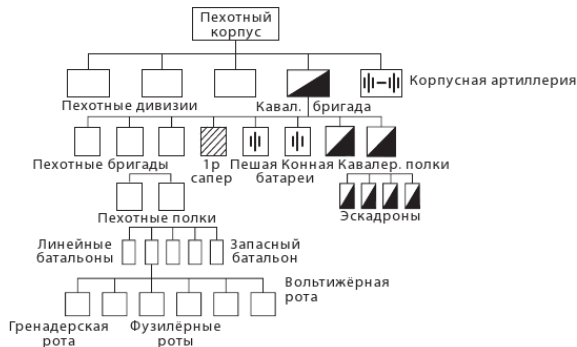 Пехотный
корпус
Корпусная артиллерия
Пехотные дивизии
Кавал. бригада
Пехотные бригады
1р
сапер
Пешая Конная Кавалер. полки
батареи
Эскадроны
Пехотные полки
Линейные
батальоны
Запасный
батальон
Вольтижёрная
рота
Гренадерская
рота
Фузилёрные
роты